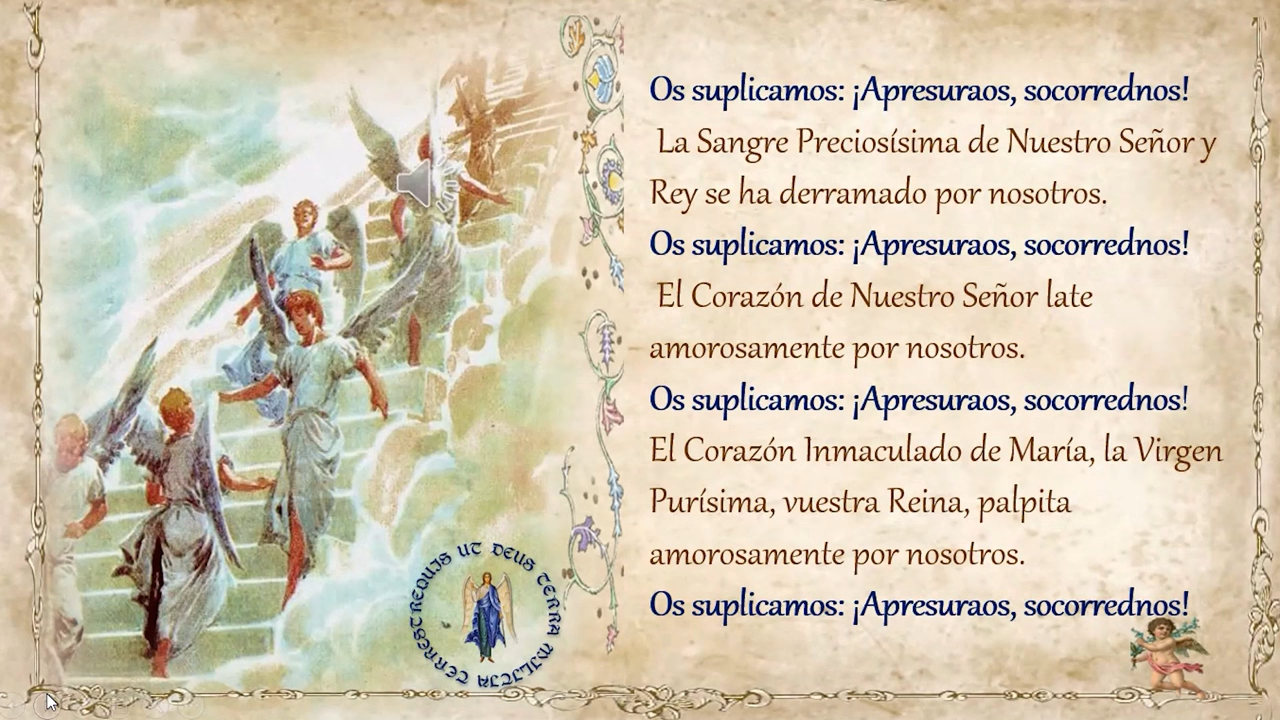 Os suplicamos: ¡Apresuraos, socorrednos!
La Sangre Preciosísima de Nuestro Señor y
Rey se ha derramado por nosotros.
Os suplicamos: ¡Apresuraos, socorrednos!
El Corazón de Nuestro Señor late
amorosamente por nosotros.
Os suplicamos: ¡Apresuraos, socorrednos!
El Corazón Inmaculado de María, la Virgen
Purísima, vuestra Reina, palpita
amorosamente por nosotros.
Os suplicamos: ¡Apresuraos, socorrednos!
UT DEUS TERRA